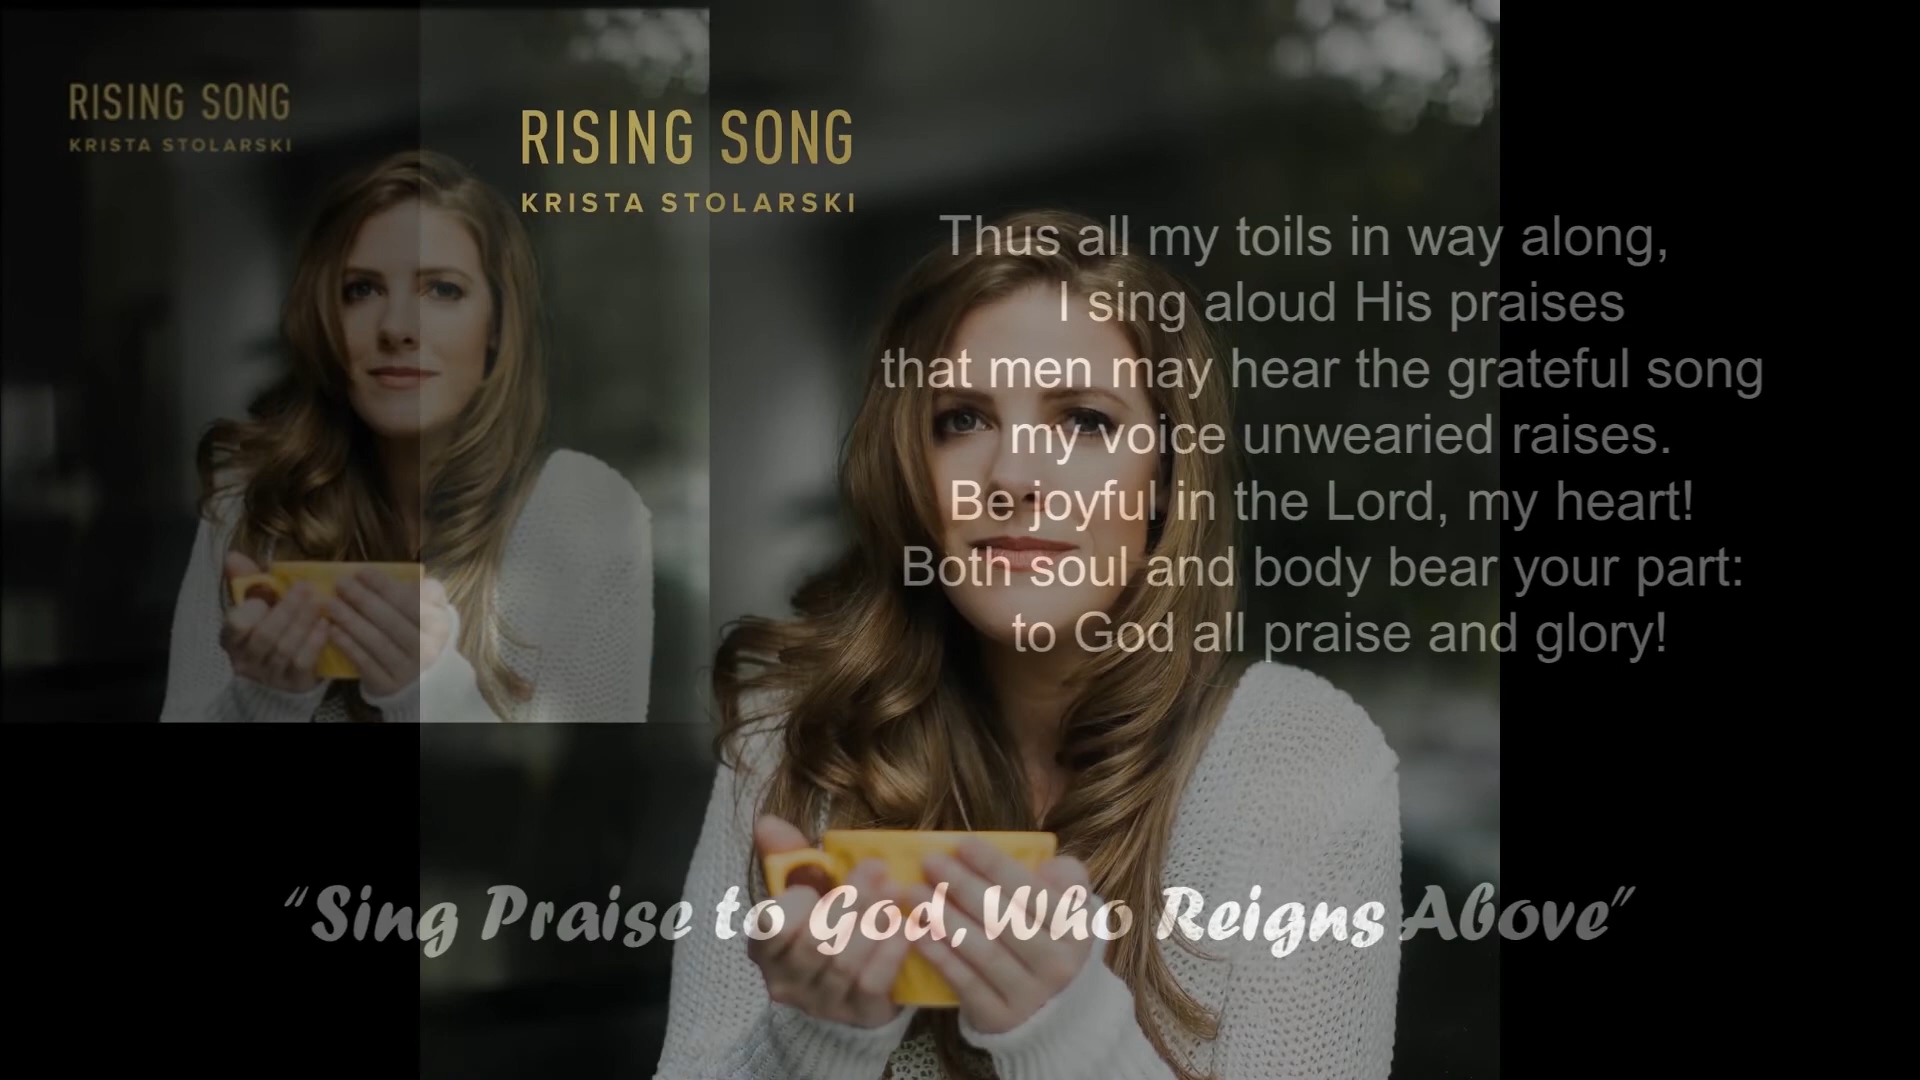 RISING SONG
KRISTA STOLARSKI
RISING SONG
KRISTA STOLARSKI
Thus all my toils in way along,
I sing aloud His praises
that men may hear the grateful song
my voice unwearied raises.
Be joyful in the Lord, my heart!
Both soul and body bear your part:
to God all praise and glory!
“Sing Praise to God, Who Reigns Above”